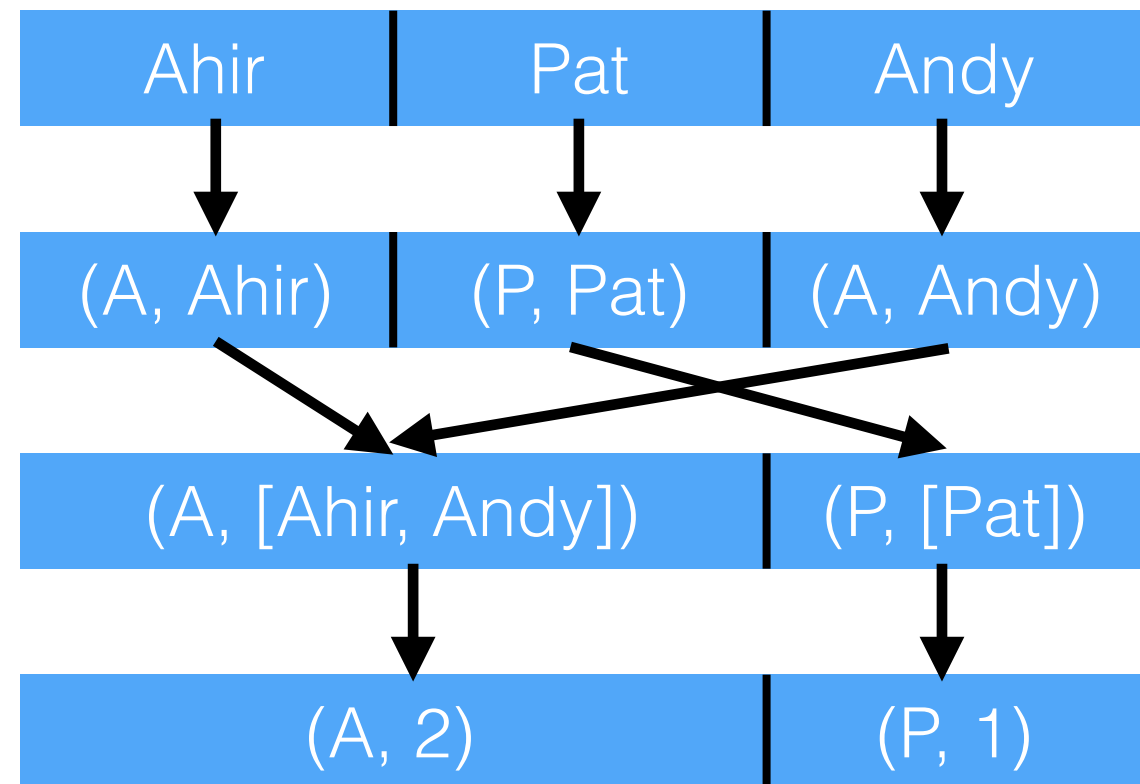 Ahir Pat Andy
(A, Ahir) (P, Pat) (A, Andy)
(A, [Ahir, Andy]) (P, [Pat])
(A, 2) (P, 1)